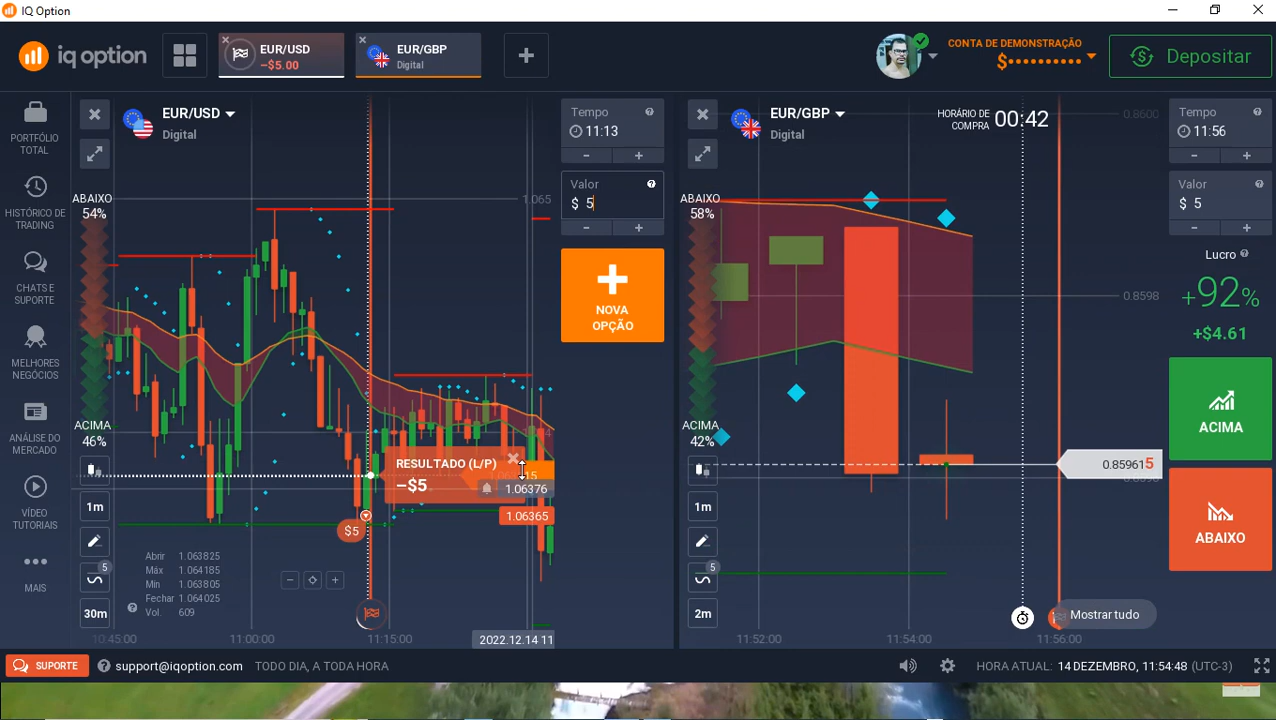 IQ Option
iq option
EUR/USD
–$5.00
EUR/GBP
Digital
CONTA DE DEMONSTRAÇÃO
$••••••••••
Depositar
PORTFÓLIO
TOTAL
HISTÓRICO DE
TRADING
CHATS E
SUPORTE
MELHORES
NEGÓCIOS
ANÁLISE DO
MERCADO
VÍDEO
TUTORIAIS
MAIS
EUR/USD
Digital
ABAIXO
54%
ACIMA
46%
1m
5
30m
1.065
RESULTADO (L/P)
–$5
1.06376
1.06365
$5
Abrir 1.063825
Máx 1.064185
Mín 1.063805
Fechar 1.064025
Vol. 609
10:45:00
11:00:00
11:15:00
2022.12.14 11
Tempo
11:13
Valor
$ 5
NOVA
OPÇÃO
EUR/GBP
Digital
HORÁRIO DE
COMPRA
00:42
0.8600
ABAIXO
58%
ACIMA
42%
1m
5
2m
0.8598
0.859615
11:52:00
11:54:00
11:56:00
Mostrar tudo
Tempo
11:56
Valor
$ 5
Lucro
+92%
+$4.61
ACIMA
ABAIXO
SUPORTE
support@iqoption.com
TODO DIA, A TODA HORA
HORA ATUAL: 14 DEZEMBRO, 11:54:48 (UTC-3)